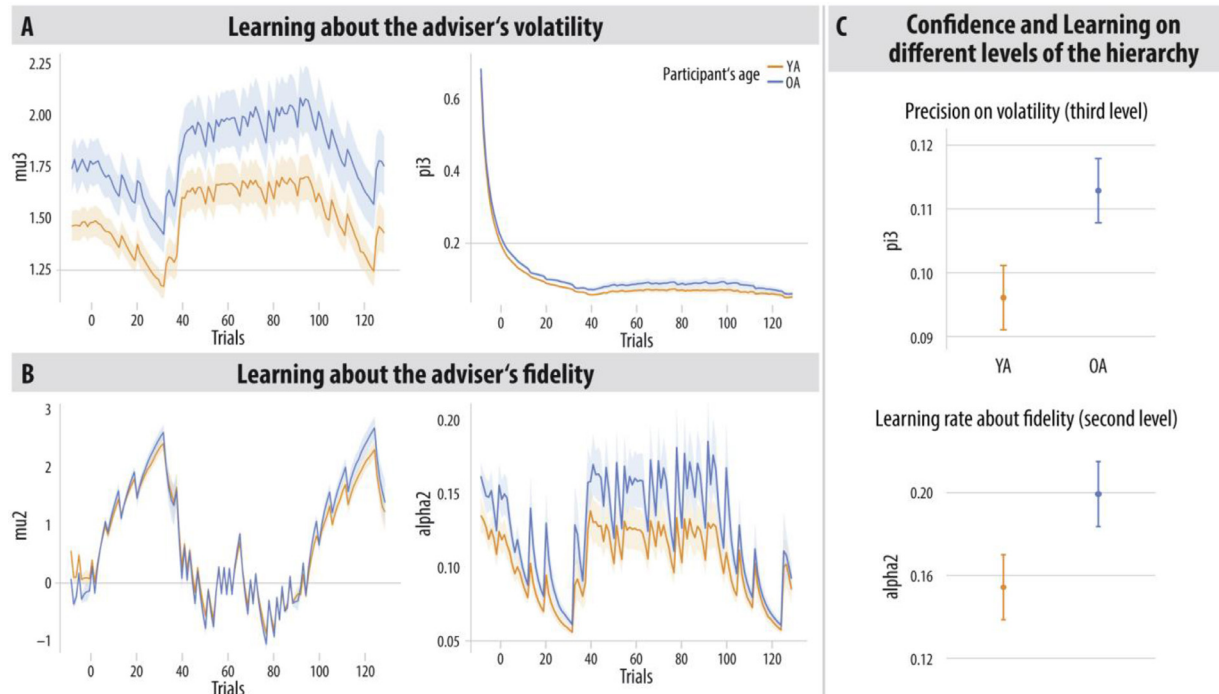 A
Learning about the adviser‘s volatility
2.25
2.00
1.75
1.50
1.25
mu3
0
20
40
60
80
100
120
Trials
Participant‘s age
YA
OA
0.6
0.4
0.2
pi3
0
20
40
60
80
100
120
Trials
B
Learning about the adviser‘s fidelity
3
2
1
0
−1
mu2
0
20
40
60
80
100
120
Trials
0.20
0.15
0.10
0.05
alpha2
0
20
40
60
80
100
120
Trials
C
Confidence and Learning on
different levels of the hierarchy
Precision on volatility (third level)
0.12
0.11
0.10
0.09
pi3
YA
OA
Learning rate about fidelity (second level)
0.20
0.16
0.12
alpha2